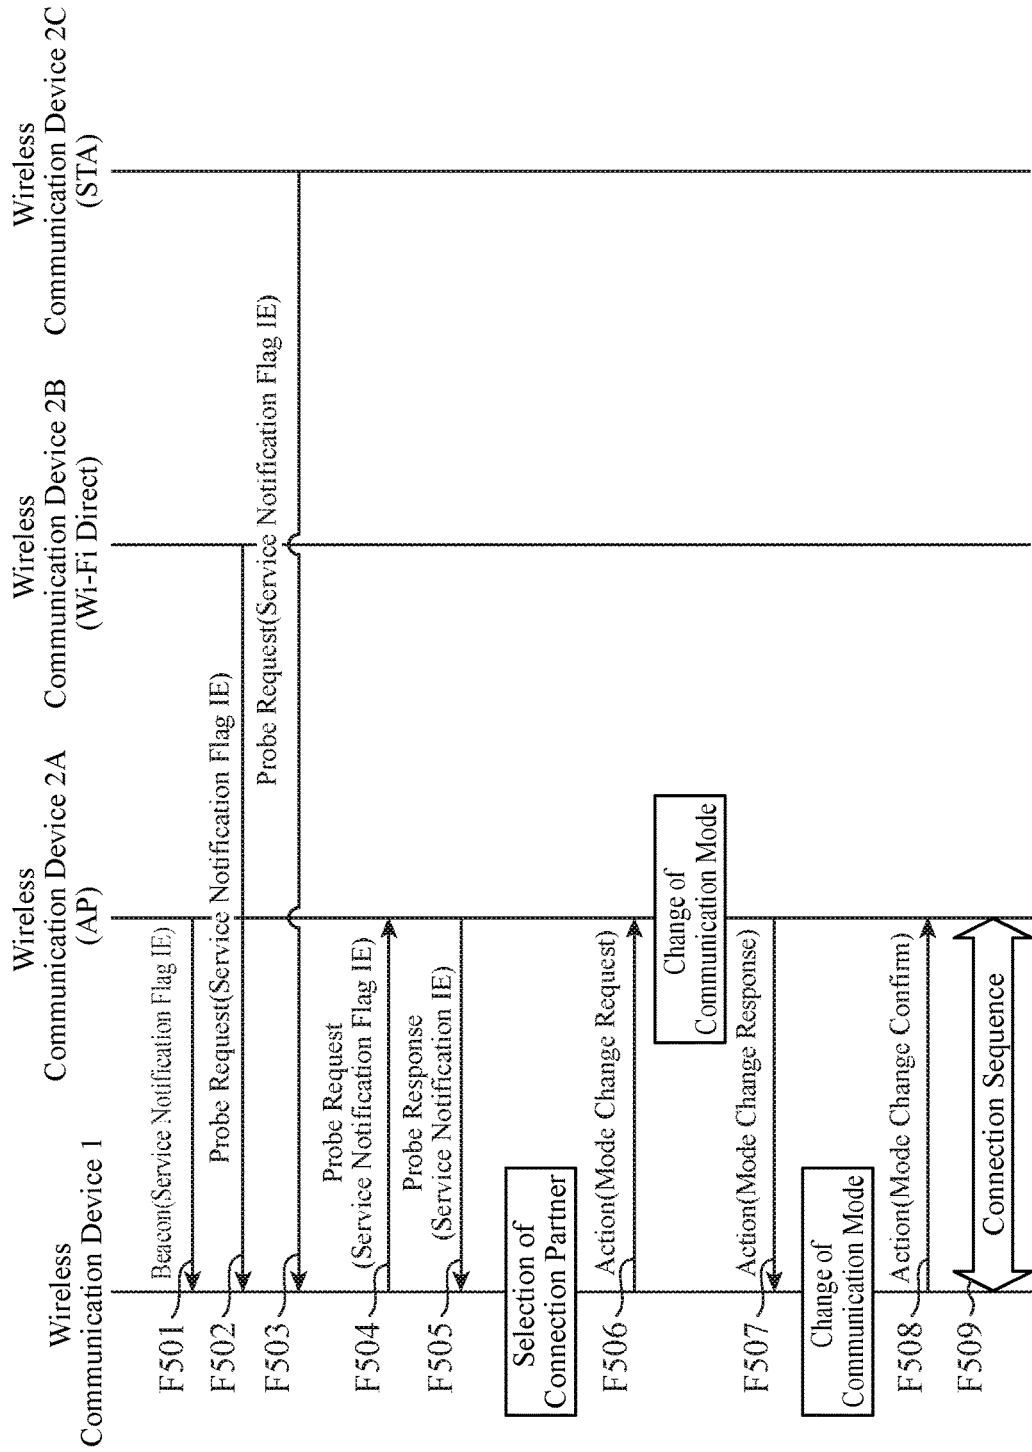 Wireless
Communication Device 1
Wireless
Communication Device 2A
(AP)
Wireless
Communication Device 2B
(Wi-Fi Direct)
Wireless
Communication Device 2C
(STA)
F501
Beacon(Service Notification Flag IE)
F502
Probe Request(Service Notification Flag IE)
F503
Probe Request(Service Notification Flag IE)
F504
Probe Request
(Service Notification Flag IE)
F505
Probe Response
(Service Notification IE)
Selection of
Connection Partner
F506
Action(Mode Change Request)
Change of
Communication Mode
F507
Action(Mode Change Response)
Change of
Communication Mode
F508
Action(Mode Change Confirm)
F509
Connection Sequence